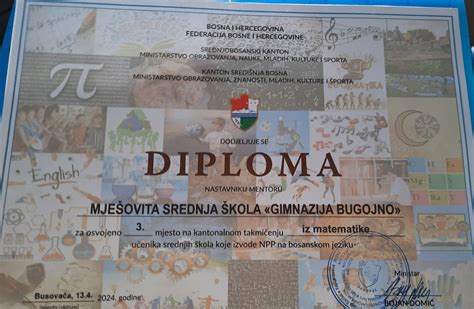 BOSNA I HERCEGOVINA
FEDERACIJA BOSNE I HERCEGOVINE
SREDNJOBOSANSKI KANTON
MINISTARSTVO OBRAZOVANJA, NAUKE, MLADIH, KULTURE I SPORTA
KANTON SREDIŠNJA BOSNA
MINISTARSTVO OBRAZOVANJA, ZNANOSTI, MLADIH, KULTURE I ŠPORTA
π
DODJELJUJE SE
DIPLOMA
English
NASTAVNIKU MENTORU
MJEŠOVITA SREDNJA ŠKOLA «GIMNAZIJA BUGOJNO»
za osvojeno 3. mjesto na kantonalnom takmičenju iz matematike
učenika srednjih škola koje izvode NPP na bosanskom jeziku
Busovača, 13.4. 2024. godine
Ministar
BOJAN DOMIĆ